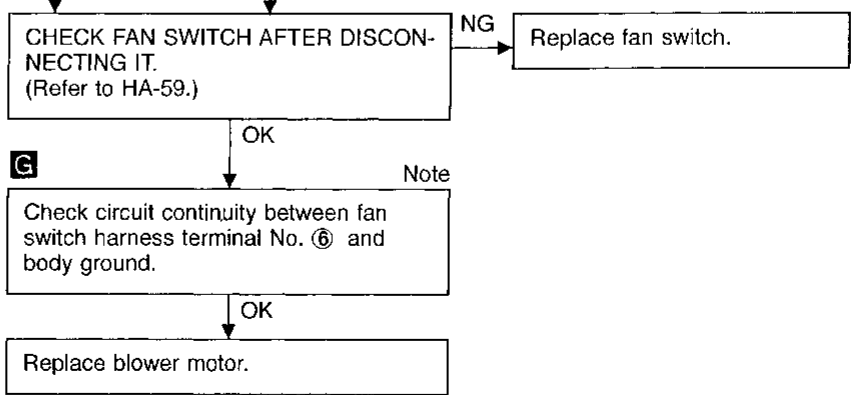 CHECK FAN SWITCH AFTER DISCON-
NECTING IT.
(Refer to HA-59.)
NG
Replace fan switch.
OK
G
Note
Check circuit continuity between fan
switch harness terminal No. ⑥ and
body ground.
OK
Replace blower motor.